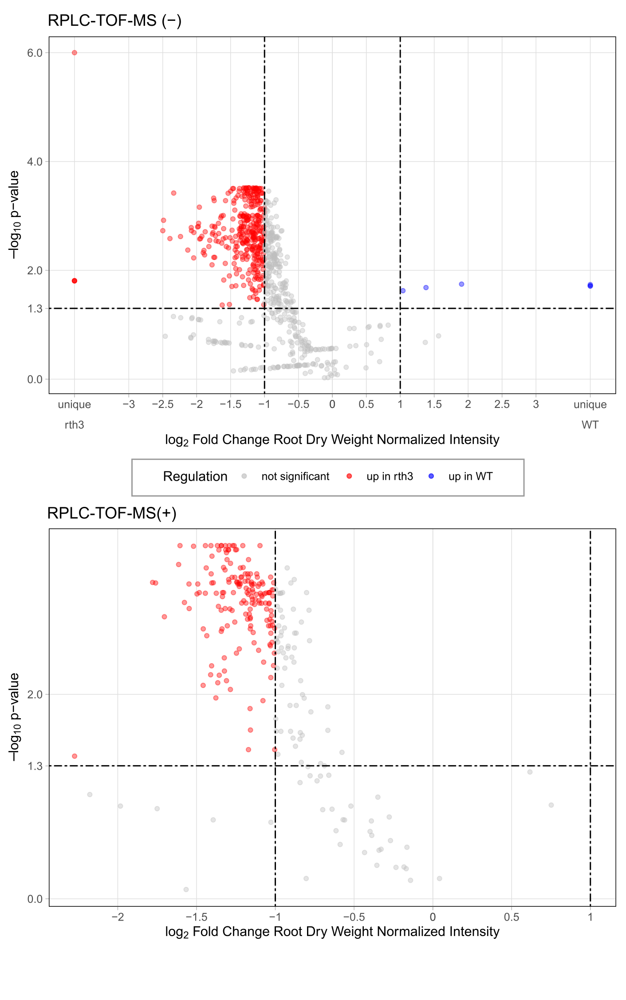 RPLC-TOF-MS (−)
6.0
4.0
2.0
1.3
0.0
−log10 p−value
unique −3 −2.5 −2 −1.5 −1 −0.5 0 0.5 1 1.5 2 2.5 3 unique
rth3 WT
log2 Fold Change Root Dry Weight Normalized Intensity
Regulation not significant up in rth3 up in WT
RPLC-TOF-MS(+)
2.0
1.3
0.0
−log10 p−value
−2 −1.5 −1 −0.5 0 0.5 1
log2 Fold Change Root Dry Weight Normalized Intensity